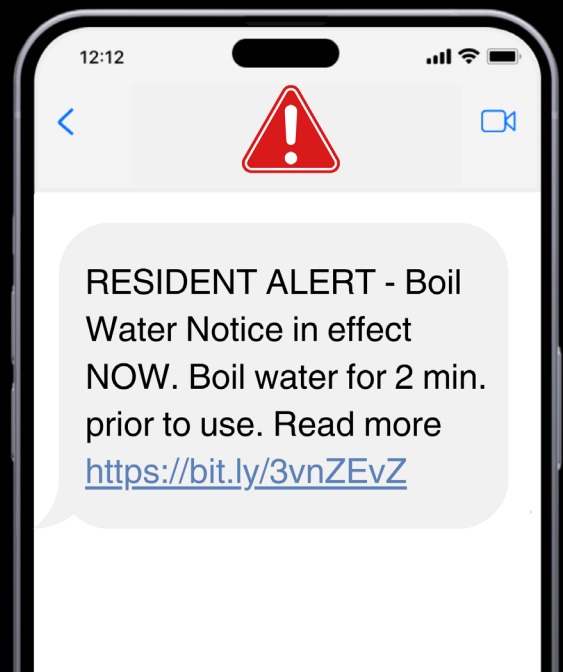 12:12
RESIDENT ALERT - Boil
Water Notice in effect
NOW. Boil water for 2 min.
prior to use. Read more
https://bit.ly/3vnZEvZ